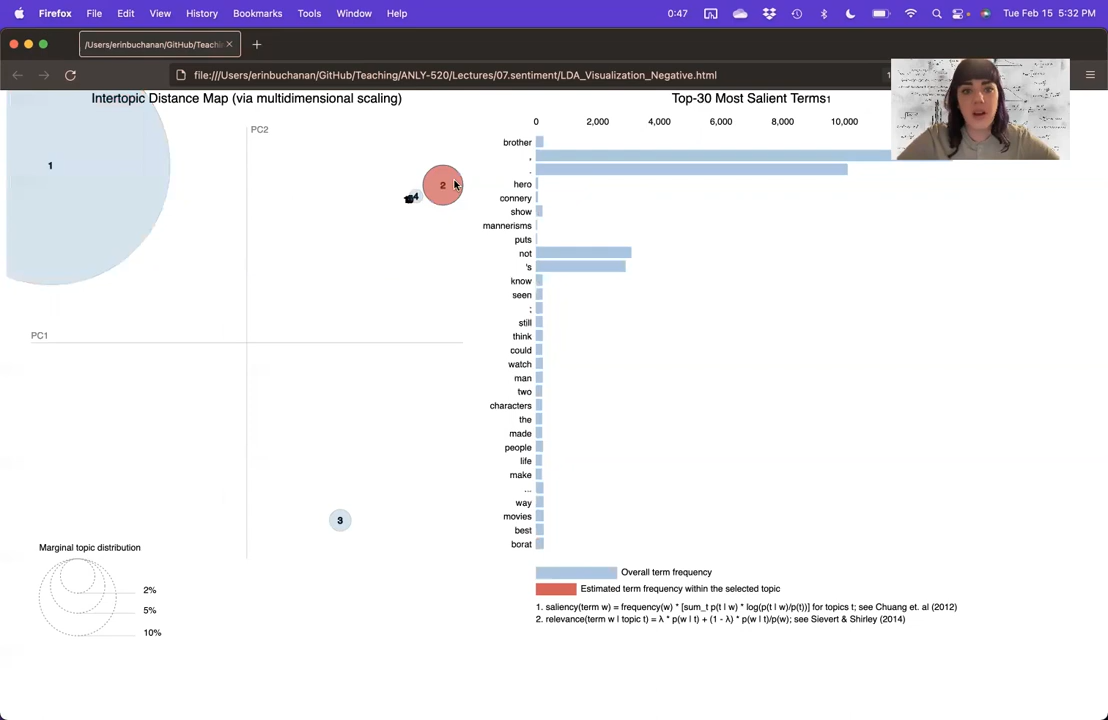 Firefox File Edit View History Bookmarks Tools Window Help 0:47 Tue Feb 15 5:32 PM
/Users/erinbuchanan/GitHub/Teachi
file:///Users/erinbuchanan/GitHub/Teaching/ANLY-520/Lectures/07.sentiment/LDA_Visualization_Negative.html
Intertopic Distance Map (via multidimensional scaling)
PC2
1
2
4
PC1
3
Marginal topic distribution
2%
5%
10%
Top-30 Most Salient Terms1
0 2,000 4,000 6,000 8,000 10,000
brother
,
.
hero
connery
show
mannerisms
puts
not
's
know
seen
;
still
think
could
watch
man
two
characters
the
made
people
life
make
...
way
movies
best
borat
Overall term frequency
Estimated term frequency within the selected topic
1. saliency(term w) = frequency(w) * [sum_t p(t | w) * log(p(t | w)/p(t))] for topics t; see Chuang et. al (2012)
2. relevance(term w | topic t) = λ * p(w | t) + (1 - λ) * p(w | t)/p(w); see Sievert & Shirley (2014)